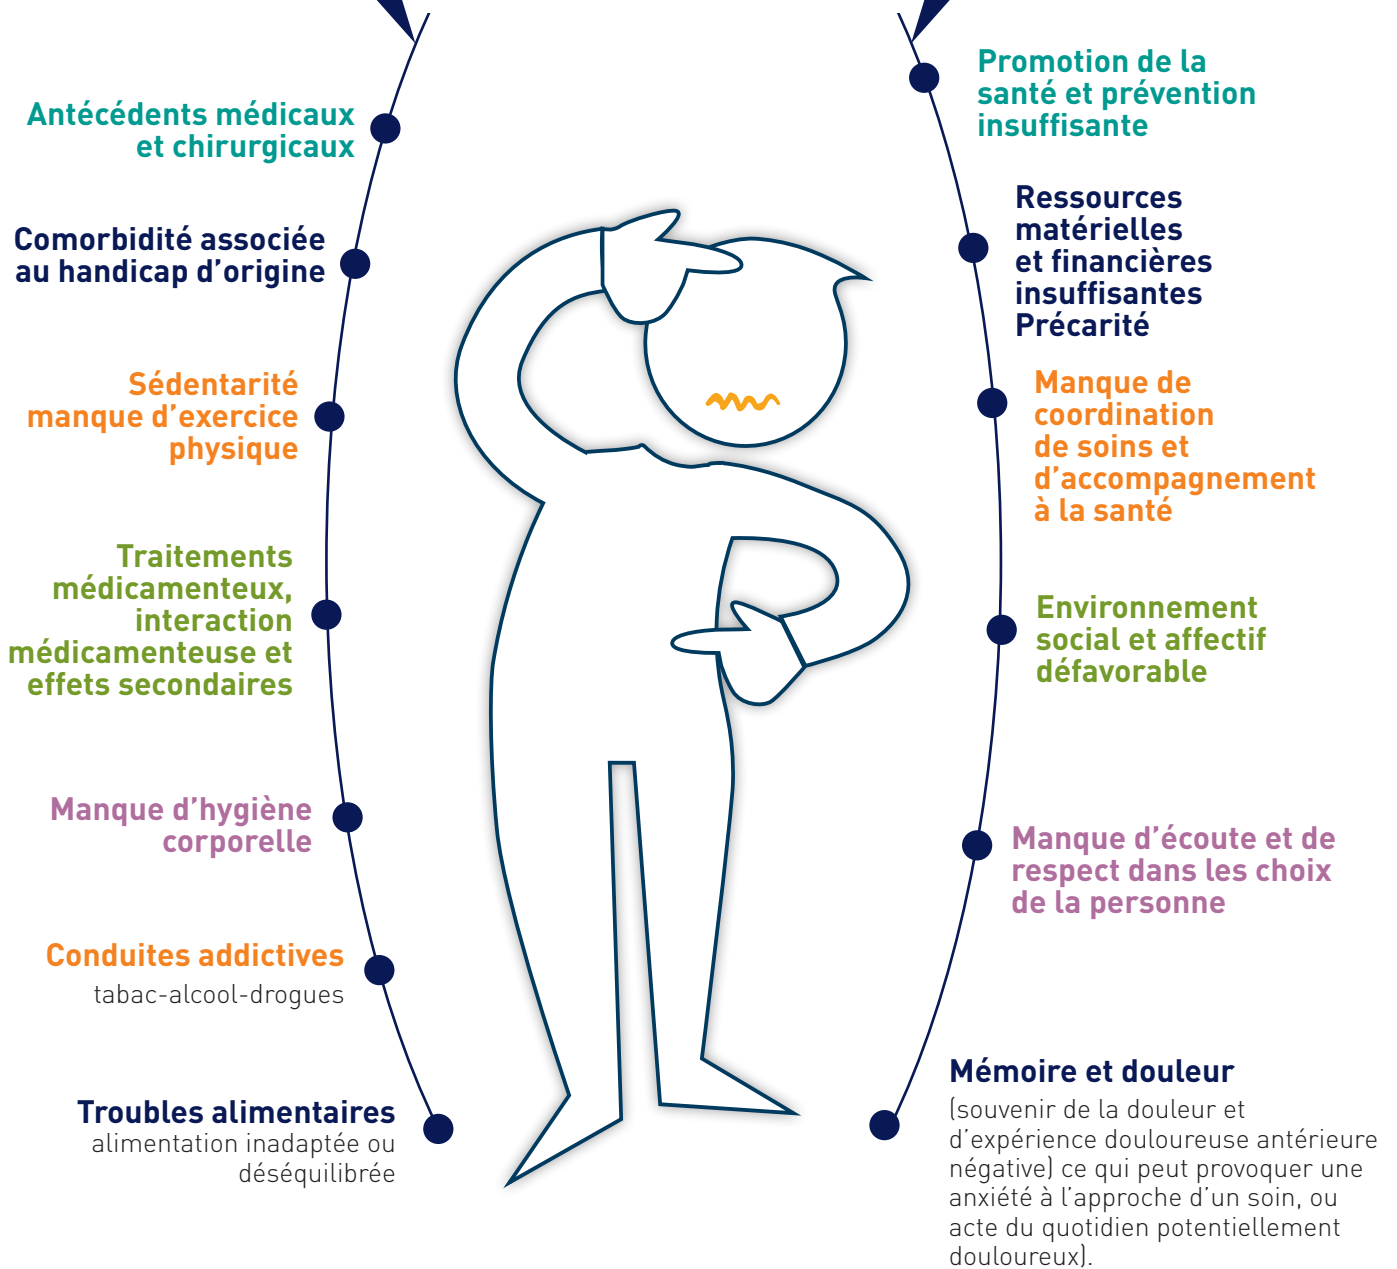 Antécédents médicaux
et chirurgicaux
Comorbidité associée
au handicap d’origine
Sédentarité
manque d’exercice
physique
Traitements
médicamenteux,
interaction
médicamenteuse et
effets secondaires
Manque d’hygiène
corporelle
Conduites addictives
tabac-alcool-drogues
Troubles alimentaires
alimentation inadaptée ou
déséquilibrée
Promotion de la
santé et prévention
insuffisante
Ressources
matérielles
et financières
insuffisantes
Précarité
Manque de
coordination
de soins et
d’accompagnement
à la santé
Environnement
social et affectif
défavorable
Manque d’écoute et de
respect dans les choix
de la personne
Mémoire et douleur
(souvenir de la douleur et
d’expérience douloureuse antérieure
négative) ce qui peut provoquer une
anxiété à l’approche d’un soin, ou
acte du quotidien potentiellement
douloureux).